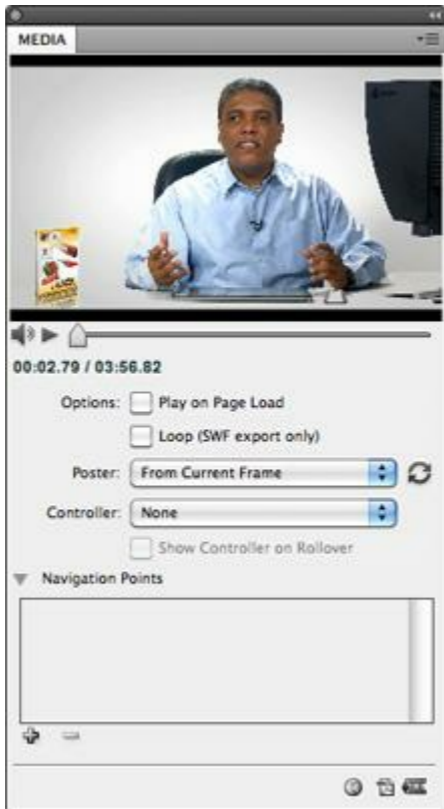 MEDIA
00:02.79 / 03:56.82
Options: Play on Page Load
Loop (SWF export only)
Poster: From Current Frame
Controller: None
Show Controller on Rollover
Navigation Points